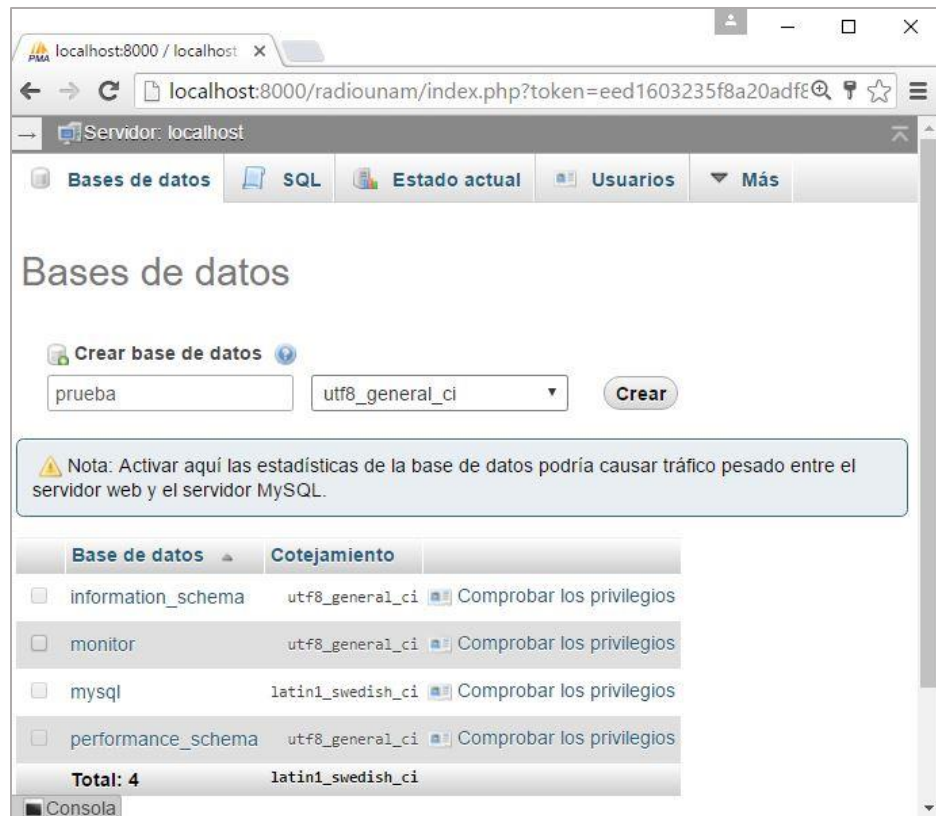 PMA localhost:8000 / localhost
localhost:8000/radiounam/index.php?token=eed1603235f8a20adf8
Servidor: localhost
Bases de datos SQL Estado actual Usuarios Más
Bases de datos
Crear base de datos
prueba utf8_general_ci Crear
Nota: Activar aquí las estadísticas de la base de datos podría causar tráfico pesado entre el
servidor web y el servidor MySQL.
Base de datos Cotejamiento
information_schema utf8_general_ci Comprobar los privilegios
monitor utf8_general_ci Comprobar los privilegios
mysql latin1_swedish_ci Comprobar los privilegios
performance_schema utf8_general_ci Comprobar los privilegios
Total: 4 latin1_swedish_ci
Consola